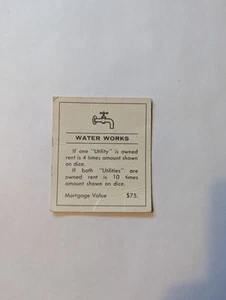 WATER WORKS
If one "Utility" is owned
rent is 4 times amount shown
on dice.
If both "Utilities" are
owned rent is 10 times
amount shown on dice.
Mortgage Value $75.